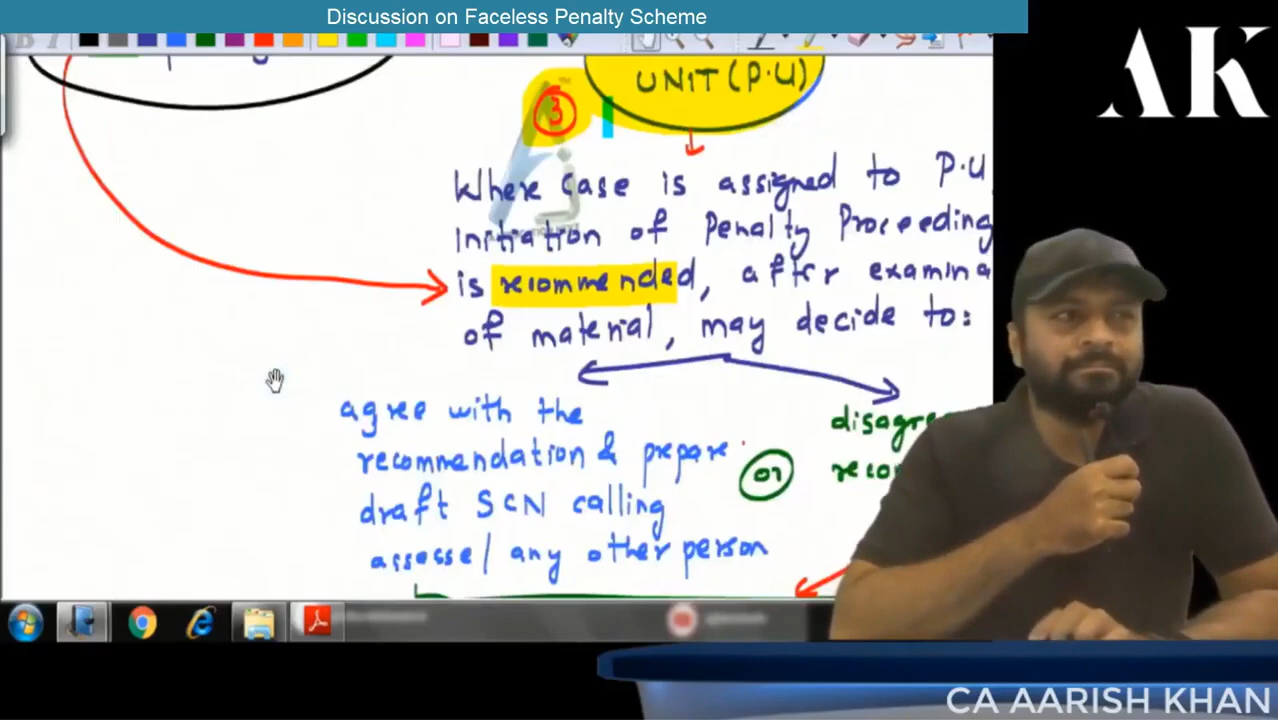 Discussion on Faceless Penalty Scheme
B I
AK
UNIT (P.U)
3
Where case is assigned to P.U
initiation of Penalty Proceeding
is recommended, after examina
of material, may decide to:
agree with the
recommendation & prepare
draft SCN calling
assesse / any other person
or
disagre
reco
CA AARISH KHAN